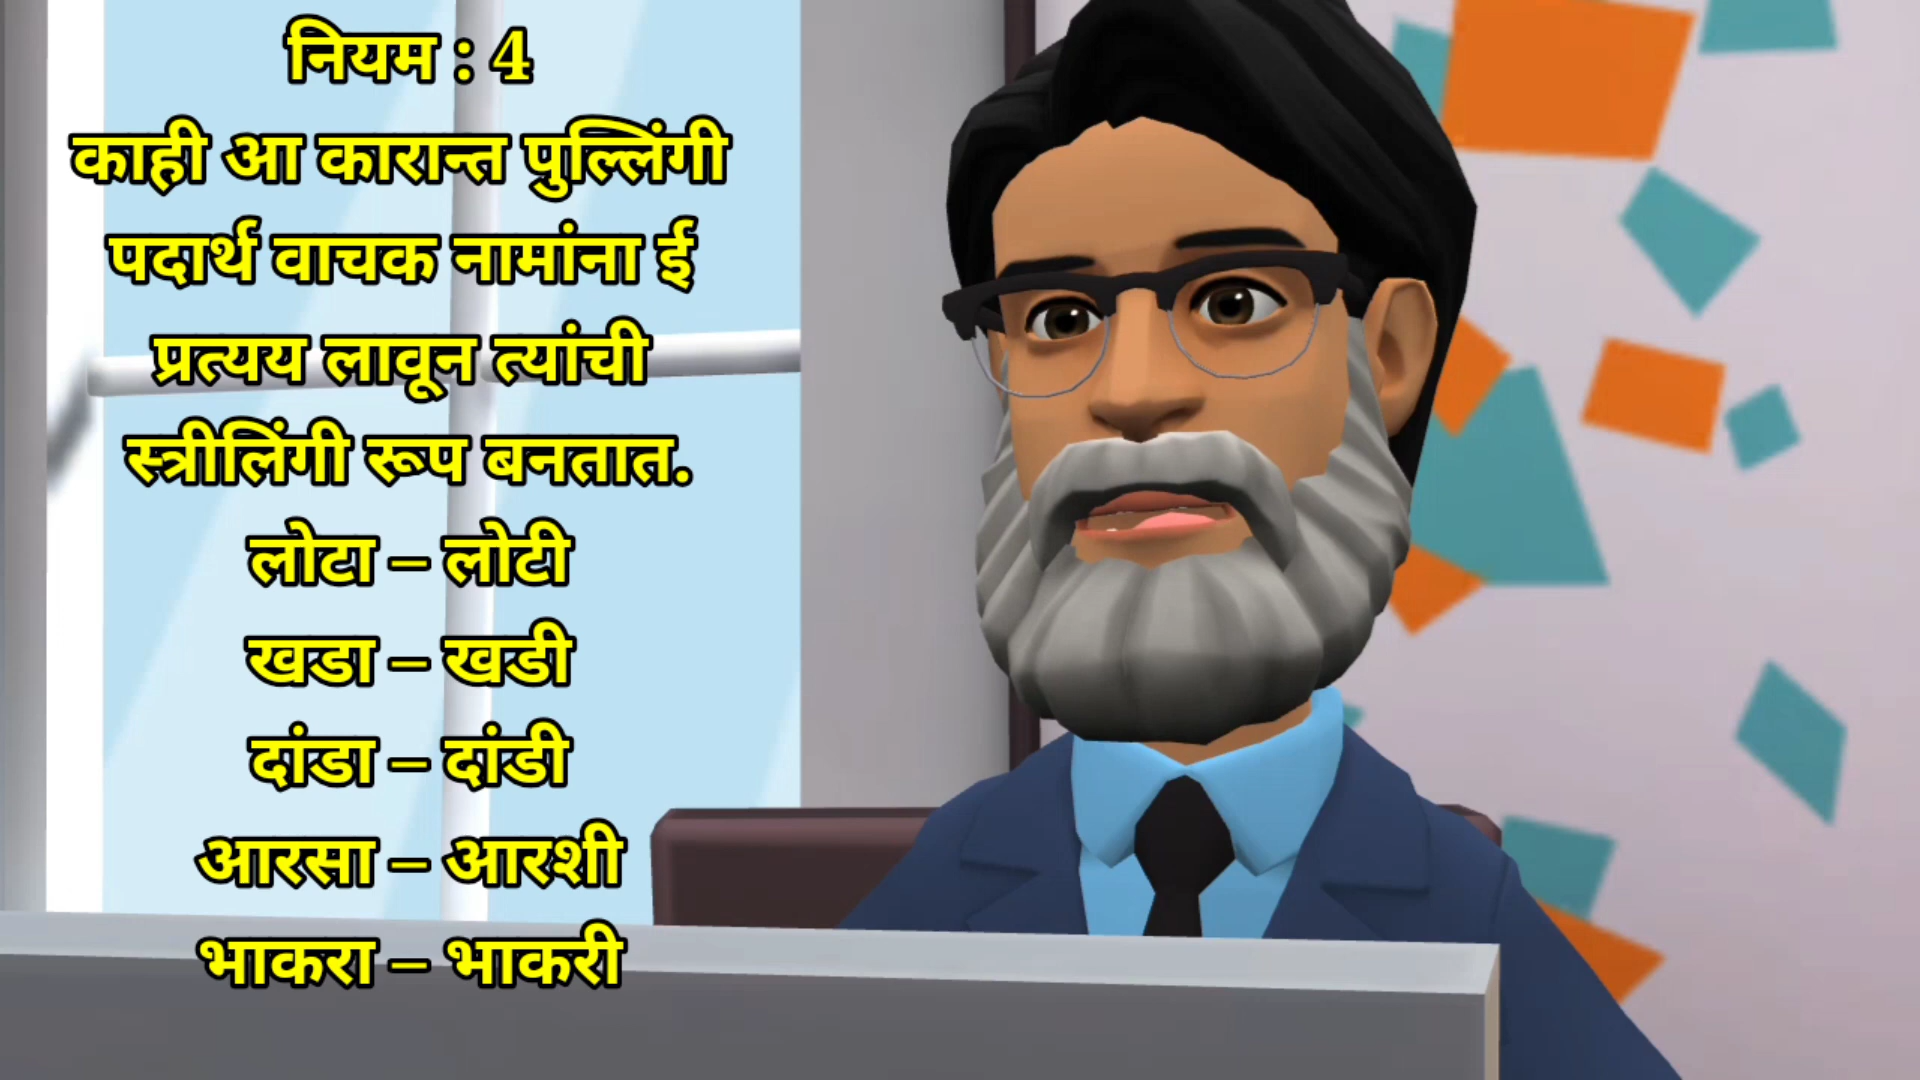 नियम : 4
काही आ कारान्त पुल्लिंगी
पदार्थ वाचक नामांना ई
प्रत्यय लावून त्यांची
स्त्रीलिंगी रूप बनतात.
लोटा – लोटी
खडा – खडी
दांडा – दांडी
आरसा – आरशी
भाकरा – भाकरी